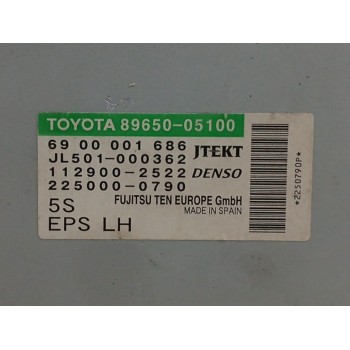 TOYOTA 89650-05100
69 00 001 686 JTEKT
JL501-000362
112900-2522 DENSO
225000-0790
5S FUJITSU TEN EUROPE GmbH
MADE IN SPAIN
EPS LH
*2250790P*